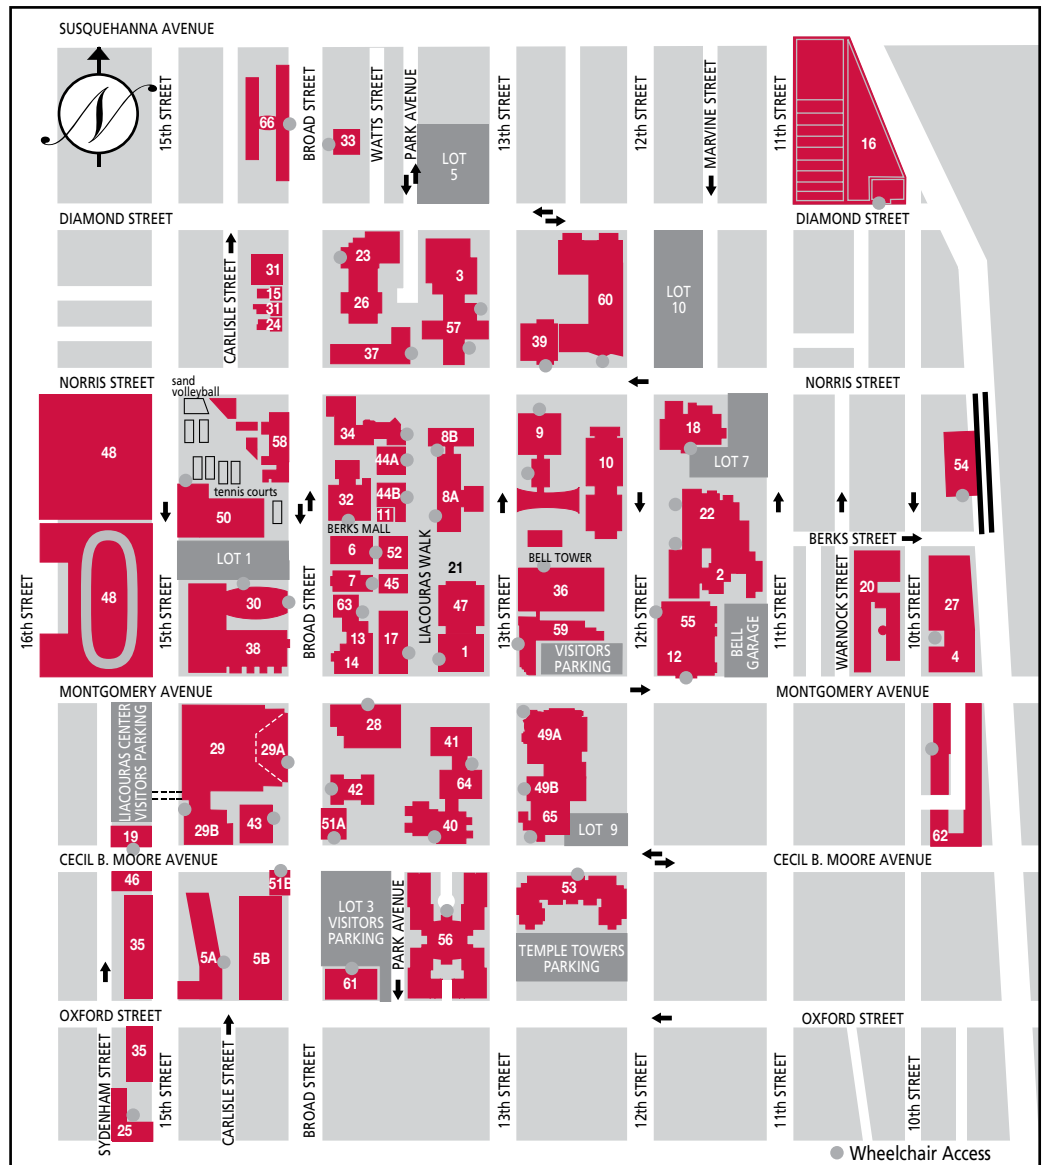 SUSQUEHANNA AVENUE
N
15th STREET
66
BROAD STREET
33
WATTS STREET
PARK AVENUE
LOT
5
13th STREET
12th STREET
MARVINE STREET
11th STREET
16
DIAMOND STREET
DIAMOND STREET
CARLISLE STREET
31
15
31
24
23
26
37
3
57
39
60
LOT
10
NORRIS STREET
NORRIS STREET
sand
volleyball
48
58
tennis courts
50
34
44A
32
44B
11
8B
8A
BERKS MALL
9
10
18
LOT 7
22
2
54
BERKS STREET
16th STREET
48
15th STREET
LOT 1
30
38
BROAD STREET
6
52
7
45
63
13
14
17
LIACOURAS WALK
21
47
1
13th STREET
BELL TOWER
36
59
VISITORS
PARKING
12th STREET
55
12
BELL
GARAGE
11th STREET
WARNOCK STREET
20
10th STREET
27
4
MONTGOMERY AVENUE
MONTGOMERY AVENUE
LIACOURAS CENTER
VISITORS PARKING
19
29
29A
29B
43
28
42
51A
41
64
40
49A
49B
65
LOT 9
62
CECIL B. MOORE AVENUE
CECIL B. MOORE AVENUE
46
35
5A
51B
5B
LOT 3
VISITORS
PARKING
61
PARK AVENUE
56
53
TEMPLE TOWERS
PARKING
OXFORD STREET
OXFORD STREET
SYDENHAM STREET
35
25
15th STREET
CARLISLE STREET
BROAD STREET
13th STREET
12th STREET
11th STREET
10th STREET
Wheelchair Access